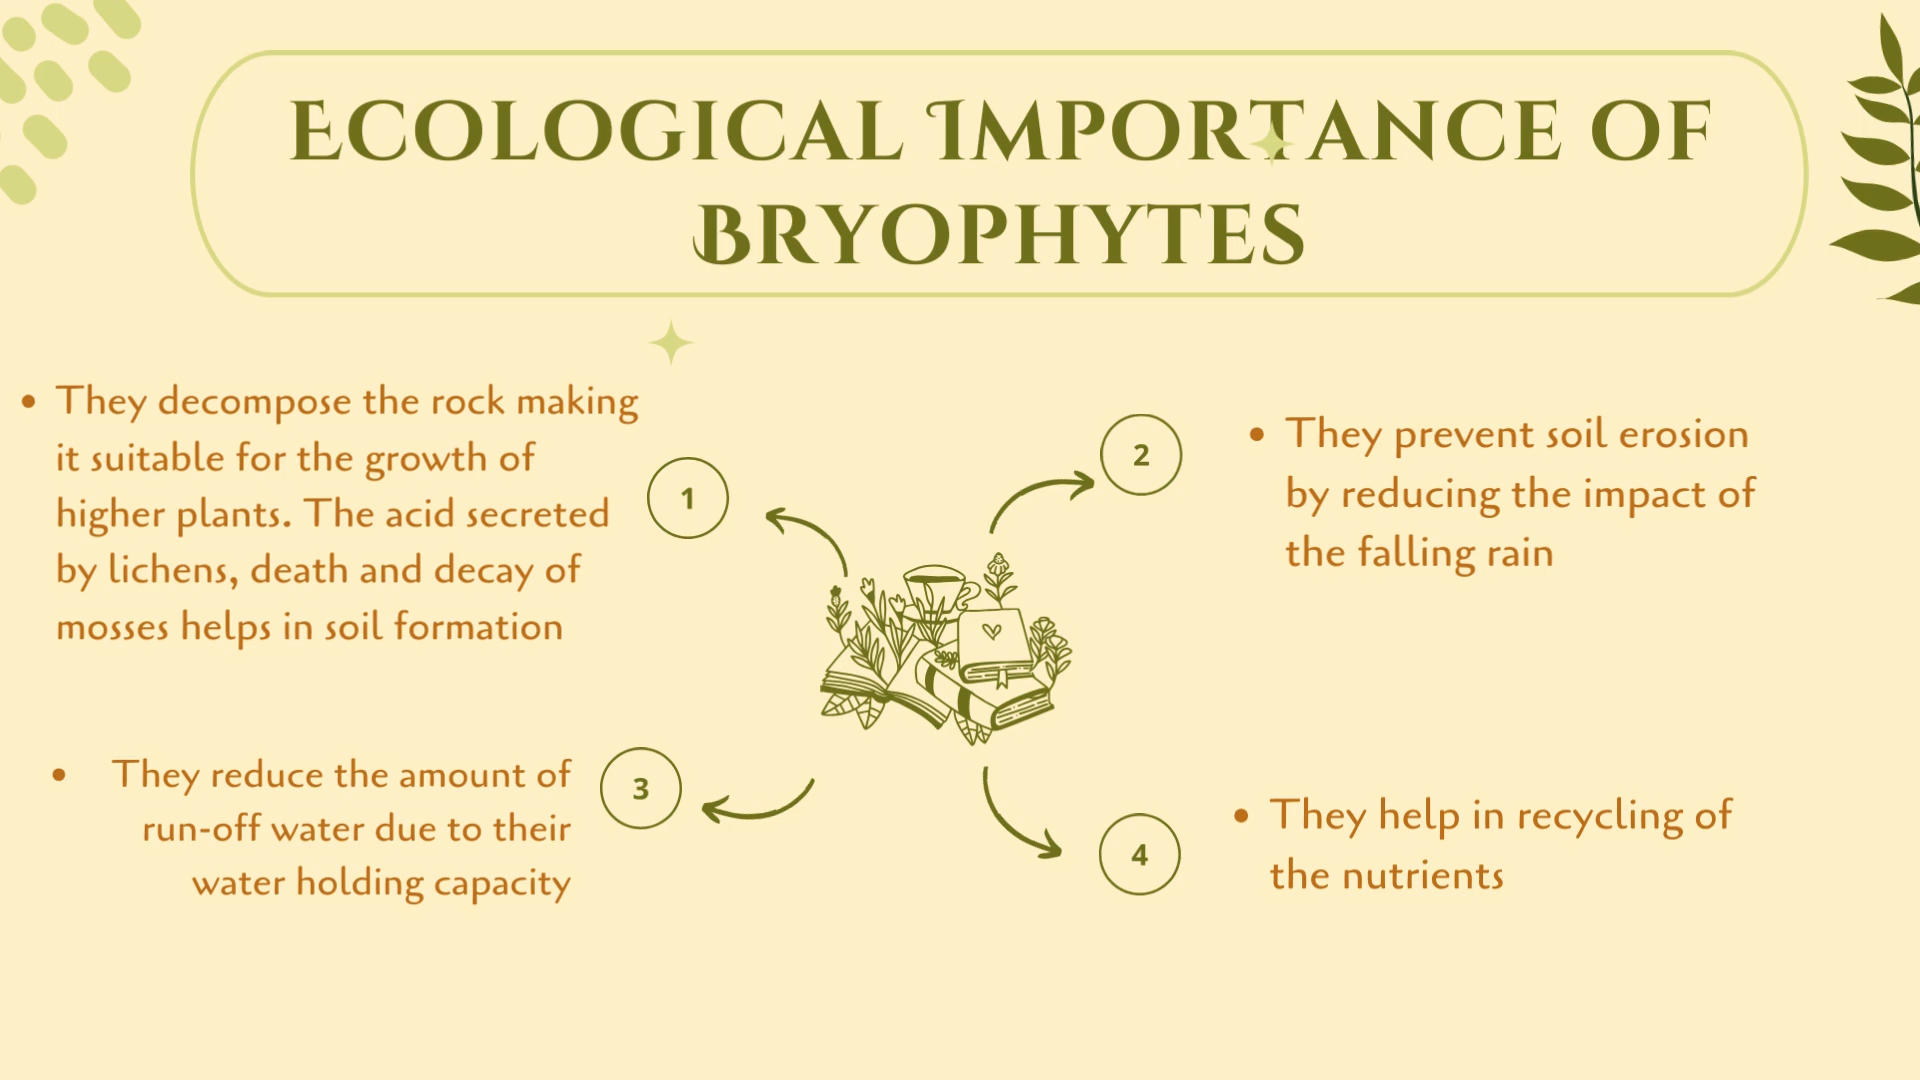 Ecological Importance of
Bryophytes
• They decompose the rock making
it suitable for the growth of
higher plants. The acid secreted
by lichens, death and decay of
mosses helps in soil formation
1
2
• They prevent soil erosion
by reducing the impact of
the falling rain
• They reduce the amount of
run-off water due to their
water holding capacity
3
4
• They help in recycling of
the nutrients